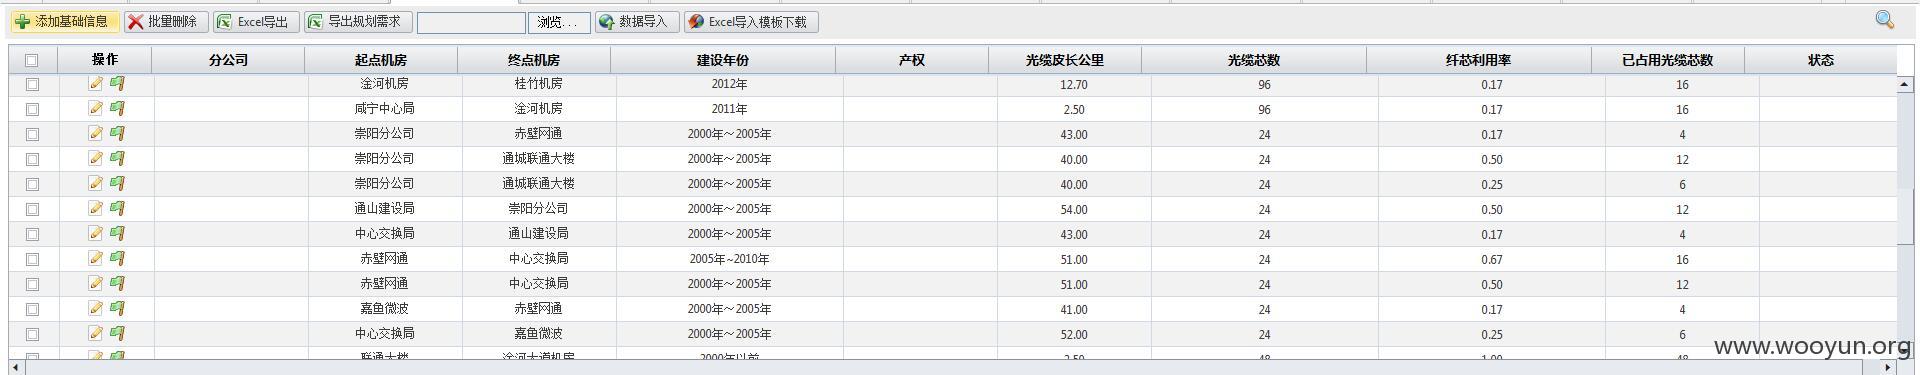 添加基础信息 批量删除 Excel导出 导出规划需求 浏览... 数据导入 Excel导入模板下载
操作 分公司 起点机房 终点机房 建设年份 产权 光缆皮长公里 光缆芯数 纤芯利用率 已占用光缆芯数 状态
淦河机房 桂竹机房 2012年 12.70 96 0.17 16
咸宁中心局 淦河机房 2011年 2.50 96 0.17 16
崇阳分公司 赤壁网通 2000年～2005年 43.00 24 0.17 4
崇阳分公司 通城联通大楼 2000年～2005年 40.00 24 0.50 12
崇阳分公司 通城联通大楼 2000年～2005年 40.00 24 0.25 6
通山建设局 崇阳分公司 2000年～2005年 54.00 24 0.50 12
中心交换局 通山建设局 2000年～2005年 43.00 24 0.17 4
赤壁网通 中心交换局 2005年~2010年 51.00 24 0.67 16
赤壁网通 中心交换局 2000年～2005年 51.00 24 0.50 12
嘉鱼微波 赤壁网通 2000年～2005年 41.00 24 0.17 4
中心交换局 嘉鱼微波 2000年～2005年 52.00 24 0.25 6
联通大楼 淦河大道机房 2000年以前 2.50 48 1.00 48
www.wooyun.org